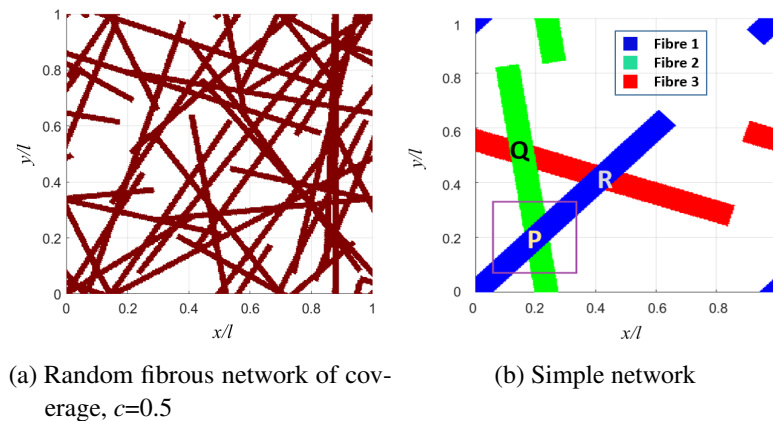 1
0.8
0.6
0.4
0.2
0
0 0.2 0.4 0.6 0.8 1
y/l
x/l
(a) Random fibrous network of cov-
erage, c=0.5
1
0.8
0.6
0.4
0.2
0
0 0.2 0.4 0.6 0.8
y/l
x/l
Fibre 1
Fibre 2
Fibre 3
Q
R
P
(b) Simple network